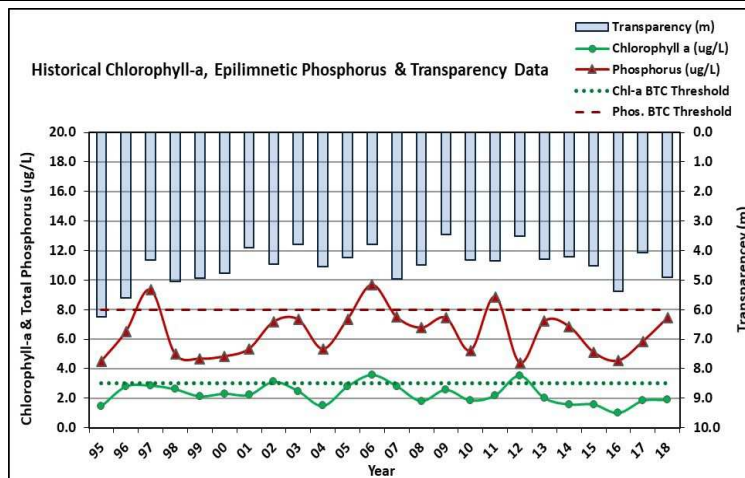 Transparency (m)
Chlorophyll a (ug/L)
Historical Chlorophyll-a, Epilimnetic Phosphorus & Transparency Data
Phosphorus (ug/L)
Chl-a BTC Threshold
Phos. BTC Threshold
20.0
18.0
16.0
14.0
12.0
10.0
8.0
6.0
4.0
2.0
0.0
Chlorophyll-a & Total Phosphorus (ug/L)
0.0
1.0
2.0
3.0
4.0
5.0
6.0
7.0
8.0
9.0
10.0
Transparencey (m)
95 96 97 98 99 00 01 02 03 04 05 06 07 08 09 10 11 12 13 14 15 16 17 18
Year